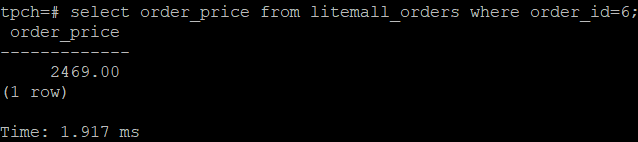 tpch=# select order_price from litemall_orders where order_id=6;
order_price
-------------
2469.00
(1 row)
Time: 1.917 ms